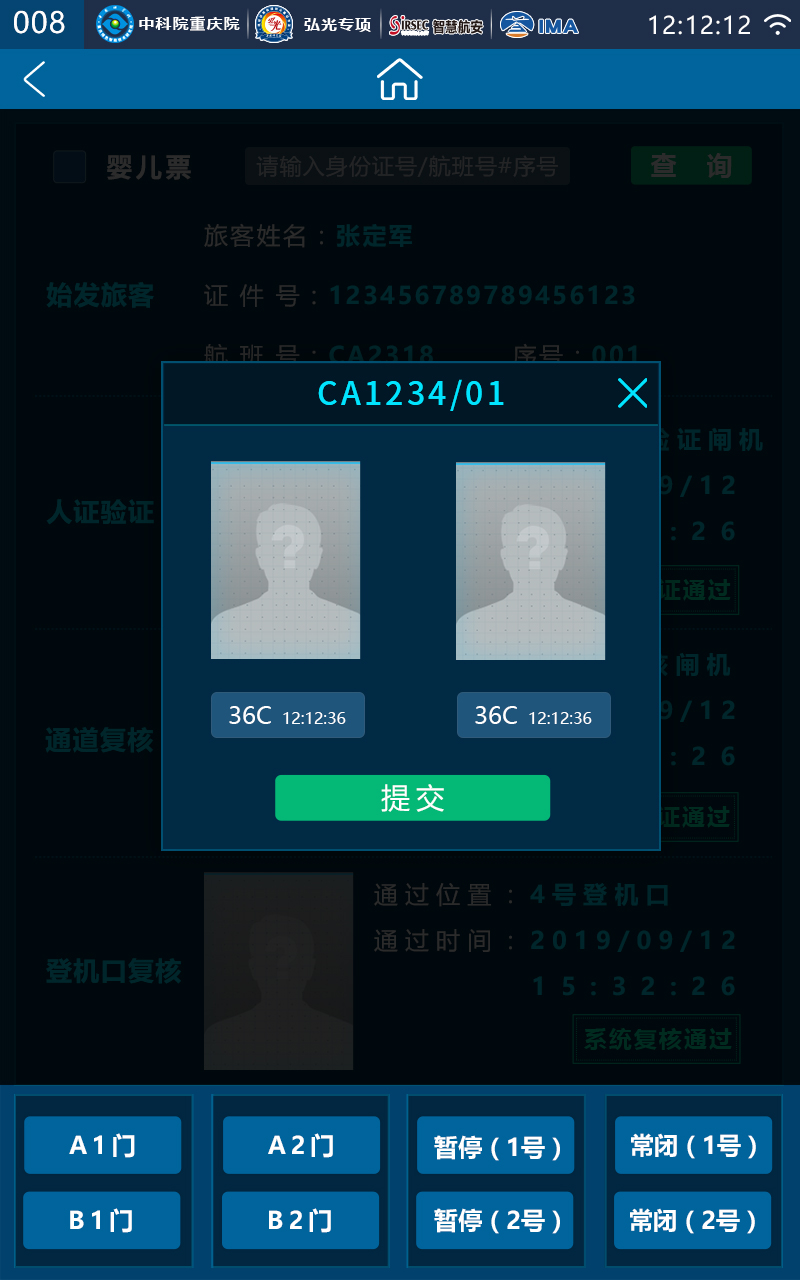 008 中科院重庆院 弘光专项 SiRSEC 智慧航安 IMA 12:12:12
婴儿票 请输入身份证号/航班号#序号 查 询
旅客姓名：张定军
始发旅客 证 件 号：123456789789456123
航 班 号：CA2318 序号：001
CA1234/01
验证闸机
9/12
人证验证
:26
证通过
核闸机
9/12
通道复核
:26
证通过
36C 12:12:36 36C 12:12:36
提交
通过位置：4号登机口
通过时间：2019/09/12
登机口复核
15:32:26
系统复核通过
A1门 A2门 暂停（1号） 常闭（1号）
B1门 B2门 暂停（2号） 常闭（2号）